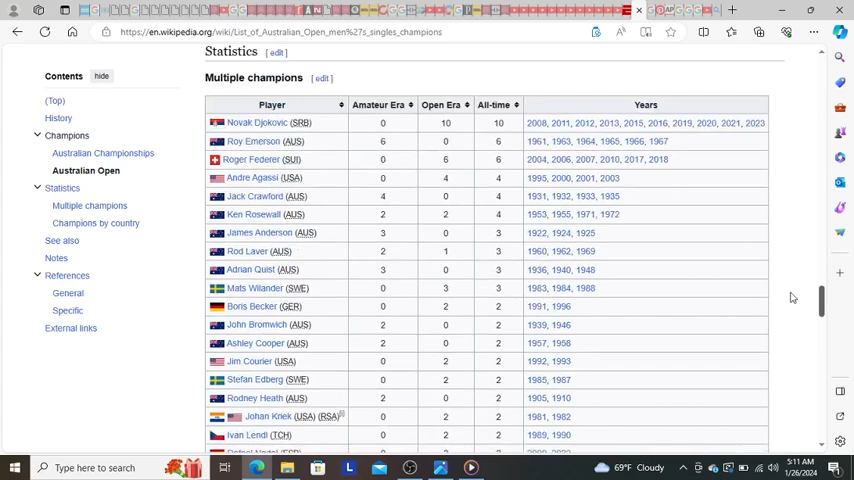 https://en.wikipedia.org/wiki/List_of_Australian_Open_men%27s_singles_champions
Contents hide
(Top)
History
Champions
Australian Championships
Australian Open
Statistics
Multiple champions
Champions by country
See also
Notes
References
General
Specific
External links
Statistics [ edit ]
Multiple champions [ edit ]
Player Amateur Era Open Era All-time Years
Novak Djokovic (SRB) 0 10 10 2008, 2011, 2012, 2013, 2015, 2016, 2019, 2020, 2021, 2023
Roy Emerson (AUS) 6 0 6 1961, 1963, 1964, 1965, 1966, 1967
Roger Federer (SUI) 0 6 6 2004, 2006, 2007, 2010, 2017, 2018
Andre Agassi (USA) 0 4 4 1995, 2000, 2001, 2003
Jack Crawford (AUS) 4 0 4 1931, 1932, 1933, 1935
Ken Rosewall (AUS) 2 2 4 1953, 1955, 1971, 1972
James Anderson (AUS) 3 0 3 1922, 1924, 1925
Rod Laver (AUS) 2 1 3 1960, 1962, 1969
Adrian Quist (AUS) 3 0 3 1936, 1940, 1948
Mats Wilander (SWE) 0 3 3 1983, 1984, 1988
Boris Becker (GER) 0 2 2 1991, 1996
John Bromwich (AUS) 2 0 2 1939, 1946
Ashley Cooper (AUS) 2 0 2 1957, 1958
Jim Courier (USA) 0 2 2 1992, 1993
Stefan Edberg (SWE) 0 2 2 1985, 1987
Rodney Heath (AUS) 2 0 2 1905, 1910
Johan Kriek (USA) (RSA) 0 2 2 1981, 1982
Ivan Lendl (TCH) 0 2 2 1989, 1990
Type here to search
69°F Cloudy
5:11 AM
1/26/2024